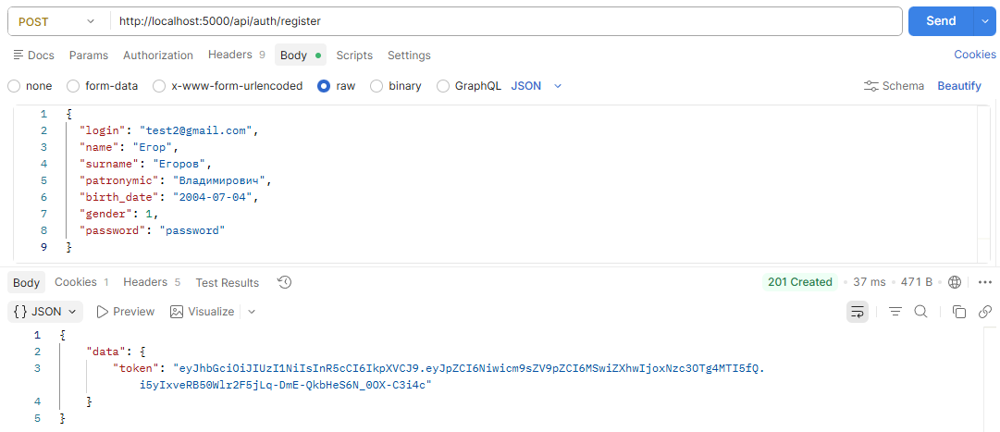 POST http://localhost:5000/api/auth/register Send
Docs Params Authorization Headers 9 Body Scripts Settings Cookies
none form-data x-www-form-urlencoded raw binary GraphQL JSON Schema Beautify
1 {
2 "login": "test2@gmail.com",
3 "name": "Егор",
4 "surname": "Егоров",
5 "patronymic": "Владимирович",
6 "birth_date": "2004-07-04",
7 "gender": 1,
8 "password": "password"
9 }
Body Cookies 1 Headers 5 Test Results 201 Created 37 ms 471 B
{} JSON Preview Visualize
1 {
2 "data": {
3 "token": "eyJhbGciOiJIUzI1NiIsInR5cCI6IkpXVCJ9.eyJpZCI6Niwicm9sZV9pZCI6MSwiZXhwIjoxNzc3OTg4MTI5fQ.
i5yIxveRB50Wlr2F5jLq-DmE-QkbHeS6N_0OX-C3i4c"
4 }
5 }